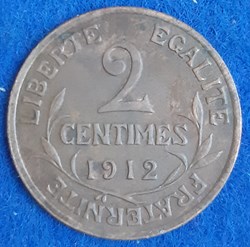 LIBERTE EGALITE
2
CENTIMES
1912
FRATERNITE